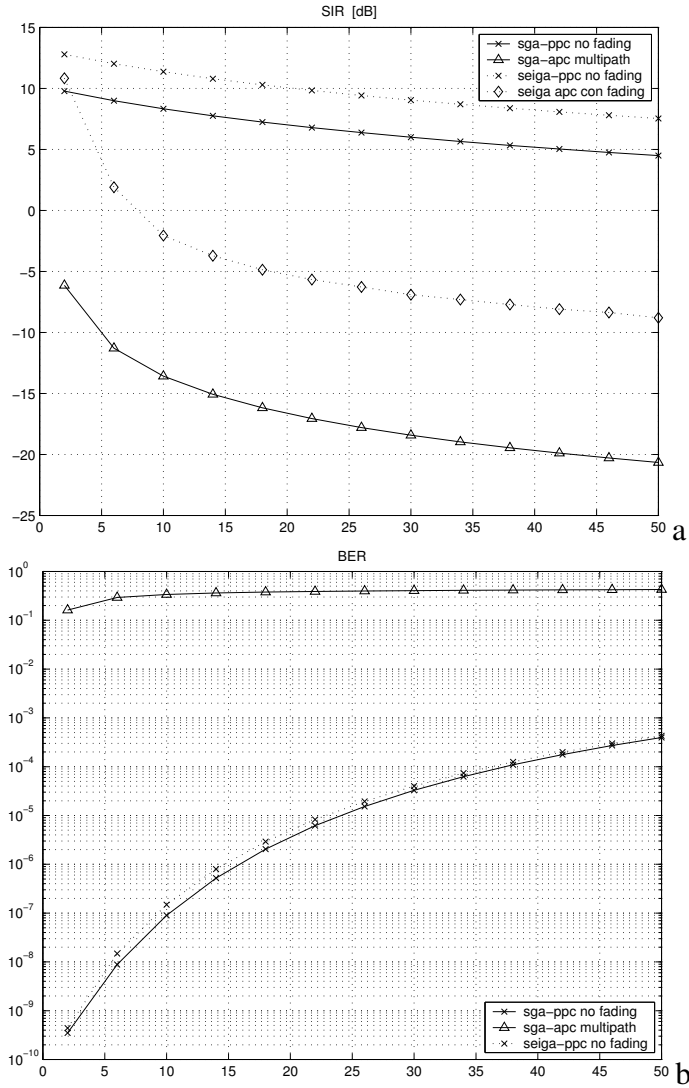 SIR [dB]
15
10
5
0
−5
−10
−15
−20
−25
0 5 10 15 20 25 30 35 40 45 50
sga−ppc no fading
sga−apc multipath
seiga−ppc no fading
seiga apc con fading
a
BER
10^0
10^−1
10^−2
10^−3
10^−4
10^−5
10^−6
10^−7
10^−8
10^−9
10^−10
0 5 10 15 20 25 30 35 40 45 50
sga−ppc no fading
sga−apc multipath
seiga−ppc no fading
b